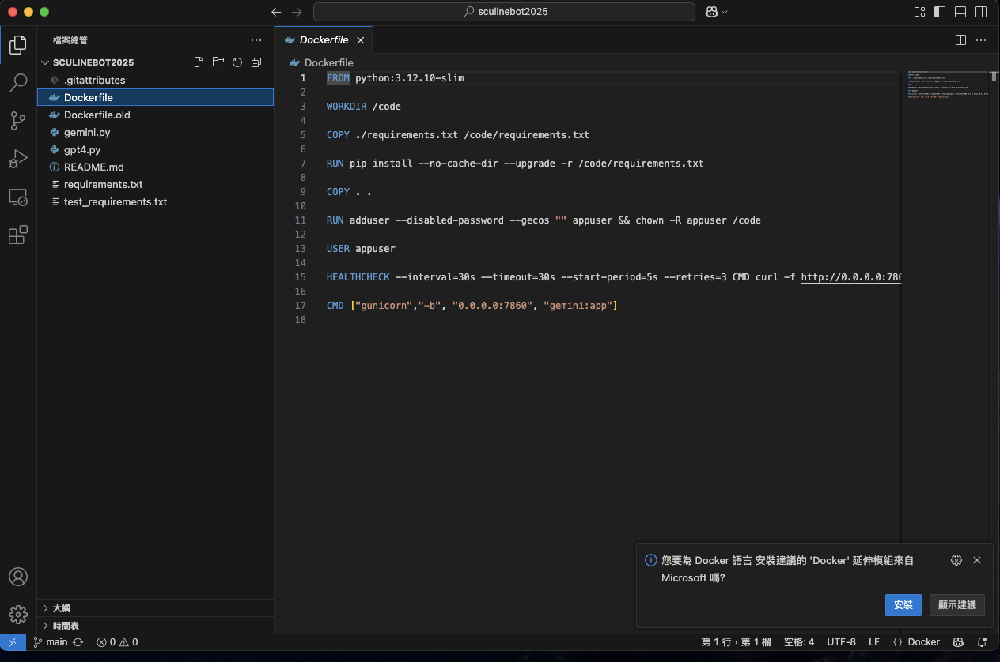 sculinebot2025
檔案總管
SCULINEBOT2025
.gitattributes
Dockerfile
Dockerfile.old
gemini.py
gpt4.py
README.md
requirements.txt
test_requirements.txt
大綱
時間表
Dockerfile
Dockerfile
1 FROM python:3.12.10-slim
2
3 WORKDIR /code
4
5 COPY ./requirements.txt /code/requirements.txt
6
7 RUN pip install --no-cache-dir --upgrade -r /code/requirements.txt
8
9 COPY . .
10
11 RUN adduser --disabled-password --gecos "" appuser && chown -R appuser /code
12
13 USER appuser
14
15 HEALTHCHECK --interval=30s --timeout=30s --start-period=5s --retries=3 CMD curl -f http://0.0.0.0:786
16
17 CMD ["gunicorn","-b", "0.0.0.0:7860", "gemini:app"]
18
您要為 Docker 語言 安裝建議的 'Docker' 延伸模組來自
Microsoft 嗎?
安裝
顯示建議
main
0
0
第 1 行，第 1 欄
空格: 4
UTF-8
LF
{} Docker